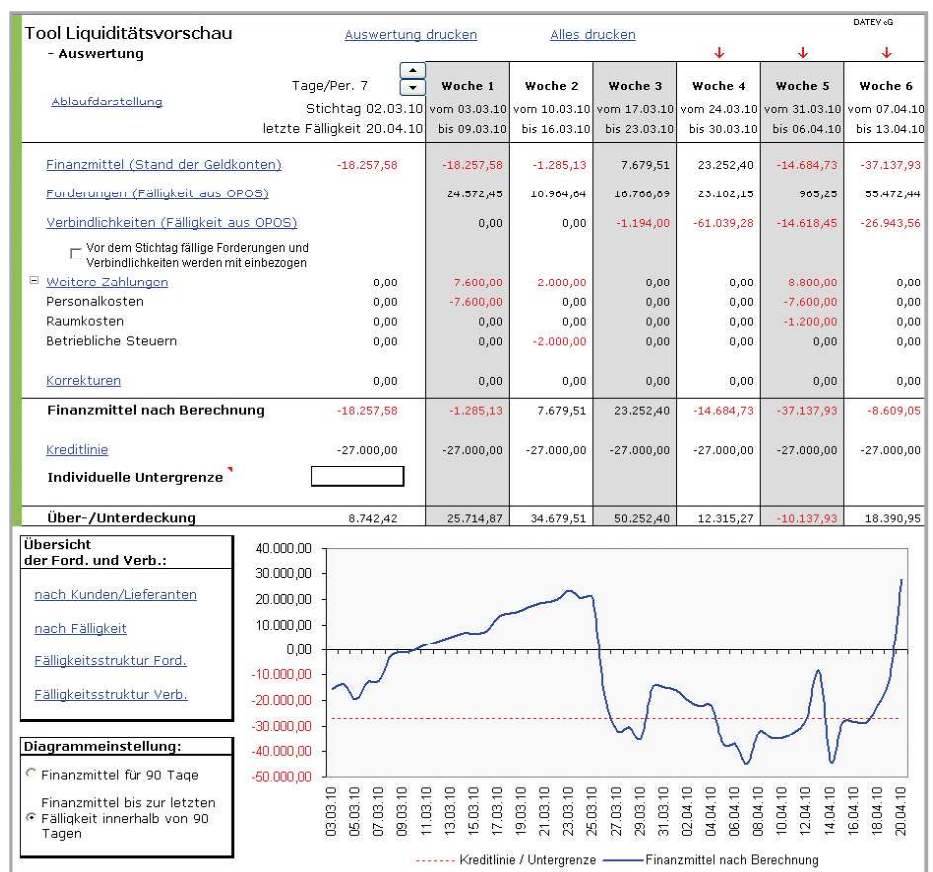 DATEV eG
Tool Liquiditätsvorschau Auswertung drucken Alles drucken
- Auswertung
Tage/Per. 7 Woche 1 Woche 2 Woche 3 Woche 4 Woche 5 Woche 6
Ablaufdarstellung
Stichtag 02.03.10 vom 03.03.10 vom 10.03.10 vom 17.03.10 vom 24.03.10 vom 31.03.10 vom 07.04.10
letzte Fälligkeit 20.04.10 bis 09.03.10 bis 16.03.10 bis 23.03.10 bis 30.03.10 bis 06.04.10 bis 13.04.10
Finanzmittel (Stand der Geldkonten) -18.257,58 -18.257,58 -1.285,13 7.679,51 23.252,40 -14.684,73 -37.137,93
Forderungen (Fälligkeit aus OPOS) 24.572,45 10.964,64 16.766,89 23.102,15 965,25 55.472,44
Verbindlichkeiten (Fälligkeit aus OPOS) 0,00 0,00 -1.194,00 -61.039,28 -14.618,45 -26.943,56
Vor dem Stichtag fällige Forderungen und
Verbindlichkeiten werden mit einbezogen
Weitere Zahlungen 0,00 7.600,00 2.000,00 0,00 0,00 8.800,00 0,00
Personalkosten 0,00 -7.600,00 0,00 0,00 0,00 -7.600,00 0,00
Raumkosten 0,00 0,00 0,00 0,00 0,00 -1.200,00 0,00
Betriebliche Steuern 0,00 0,00 -2.000,00 0,00 0,00 0,00 0,00
Korrekturen 0,00 0,00 0,00 0,00 0,00 0,00 0,00
Finanzmittel nach Berechnung -18.257,58 -1.285,13 7.679,51 23.252,40 -14.684,73 -37.137,93 -8.609,05
Kreditlinie -27.000,00 -27.000,00 -27.000,00 -27.000,00 -27.000,00 -27.000,00 -27.000,00
Individuelle Untergrenze
Über-/Unterdeckung 8.742,42 25.714,87 34.679,51 50.252,40 12.315,27 -10.137,93 18.390,95
Übersicht
der Ford. und Verb.:
nach Kunden/Lieferanten
nach Fälligkeit
Fälligkeitsstruktur Ford.
Fälligkeitsstruktur Verb.
Diagrammeinstellung:
Finanzmittel für 90 Tage
Finanzmittel bis zur letzten
Fälligkeit innerhalb von 90
Tagen
40.000,00
30.000,00
20.000,00
10.000,00
0,00
-10.000,00
-20.000,00
-30.000,00
-40.000,00
-50.000,00
03.03.10 05.03.10 07.03.10 09.03.10 11.03.10 13.03.10 15.03.10 17.03.10 19.03.10 21.03.10 23.03.10 25.03.10 27.03.10 29.03.10 31.03.10 02.04.10 04.04.10 06.04.10 08.04.10 10.04.10 12.04.10 14.04.10 16.04.10 18.04.10 20.04.10
Kreditlinie / Untergrenze Finanzmittel nach Berechnung